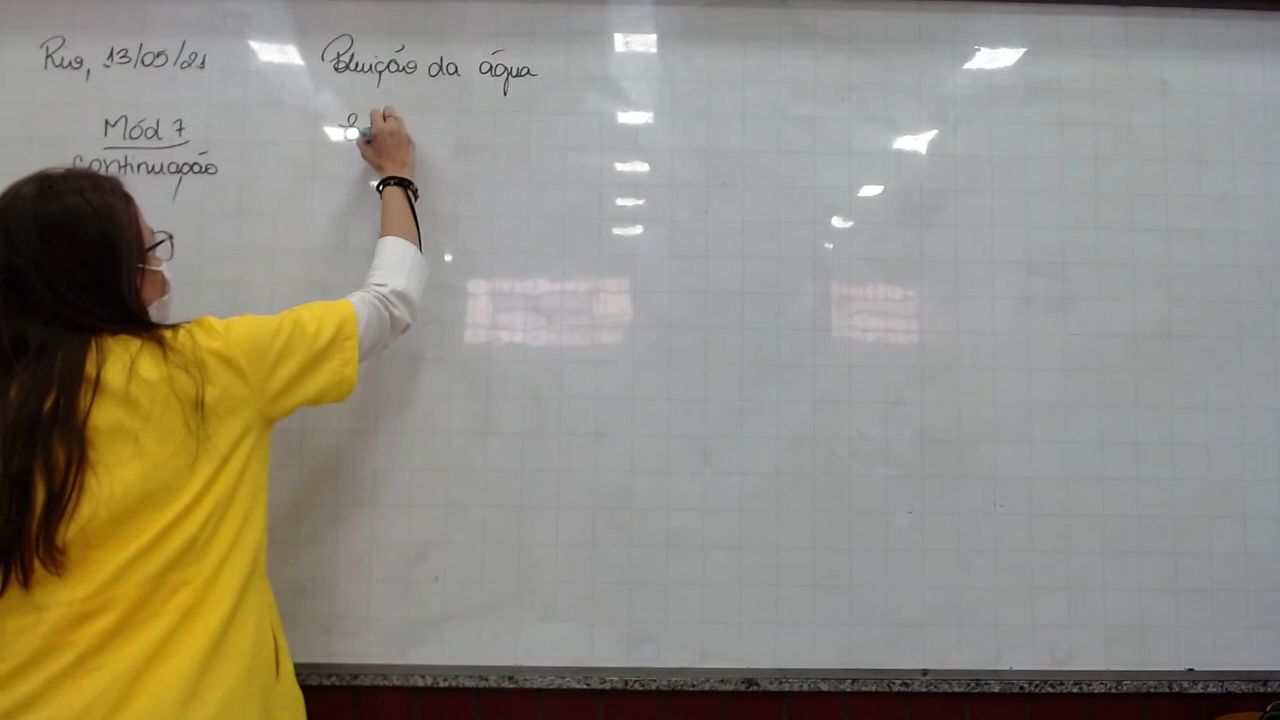 Rio, 13/05/21
Poluição da água
Mód 7
continuação